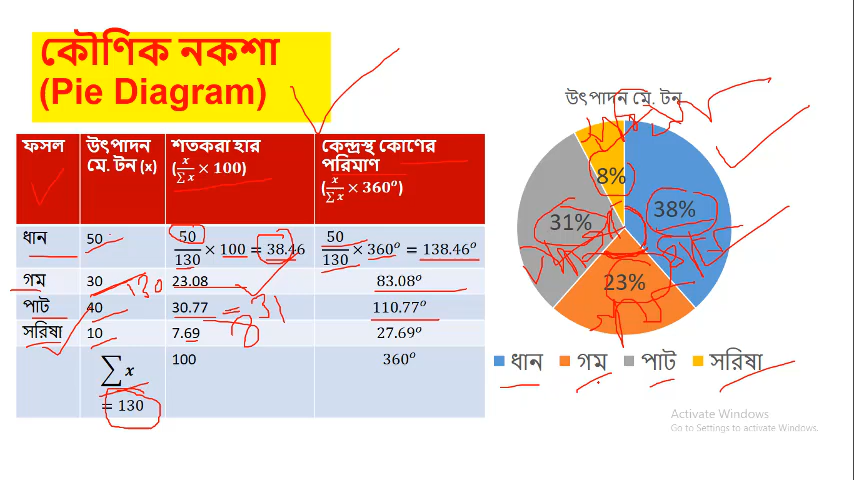 কৌণিক নকশা
(Pie Diagram)
ফসল
উৎপাদন
মে. টন (x)
শতকরা হার
(x/∑x × 100)
কেন্দ্রস্থ কোণের
পরিমাণ
(x/∑x × 360°)
ধান
50
50/130 × 100 = 38.46
50/130 × 360° = 138.46°
গম
30
130
23.08
83.08°
পাট
40
30.77
= 31
110.77°
সরিষা
10
7.69
8
27.69°
∑x
= 130
100
360°
উৎপাদন মে. টন
8%
38%
31%
23%
ধান গম পাট সরিষা
Activate Windows
Go to Settings to activate Windows.